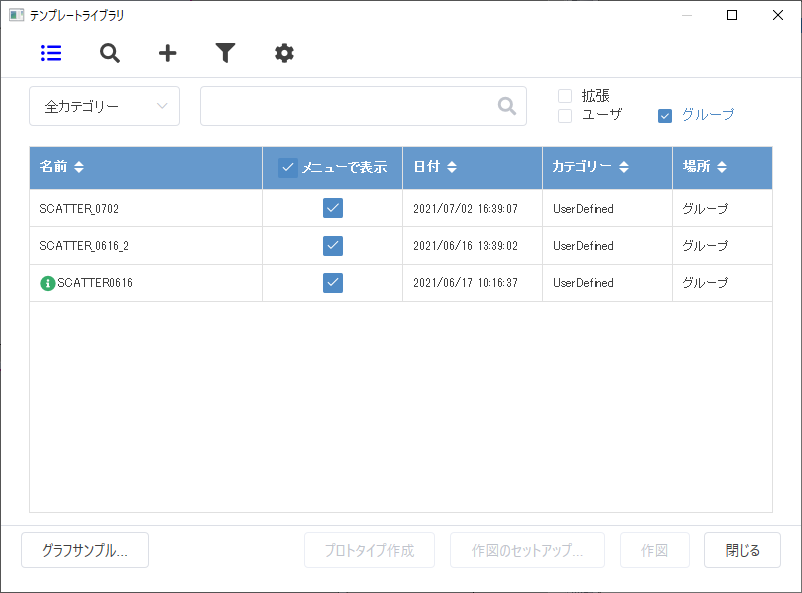 テンプレートライブラリ
全カテゴリー
拡張
ユーザ
グループ
名前 メニューで表示 日付 カテゴリー 場所
SCATTER_0702 2021/07/02 16:39:07 UserDefined グループ
SCATTER_0616_2 2021/06/16 13:39:02 UserDefined グループ
SCATTER0616 2021/06/17 10:16:37 UserDefined グループ
グラフサンプル... プロトタイプ作成 作図のセットアップ... 作図 閉じる